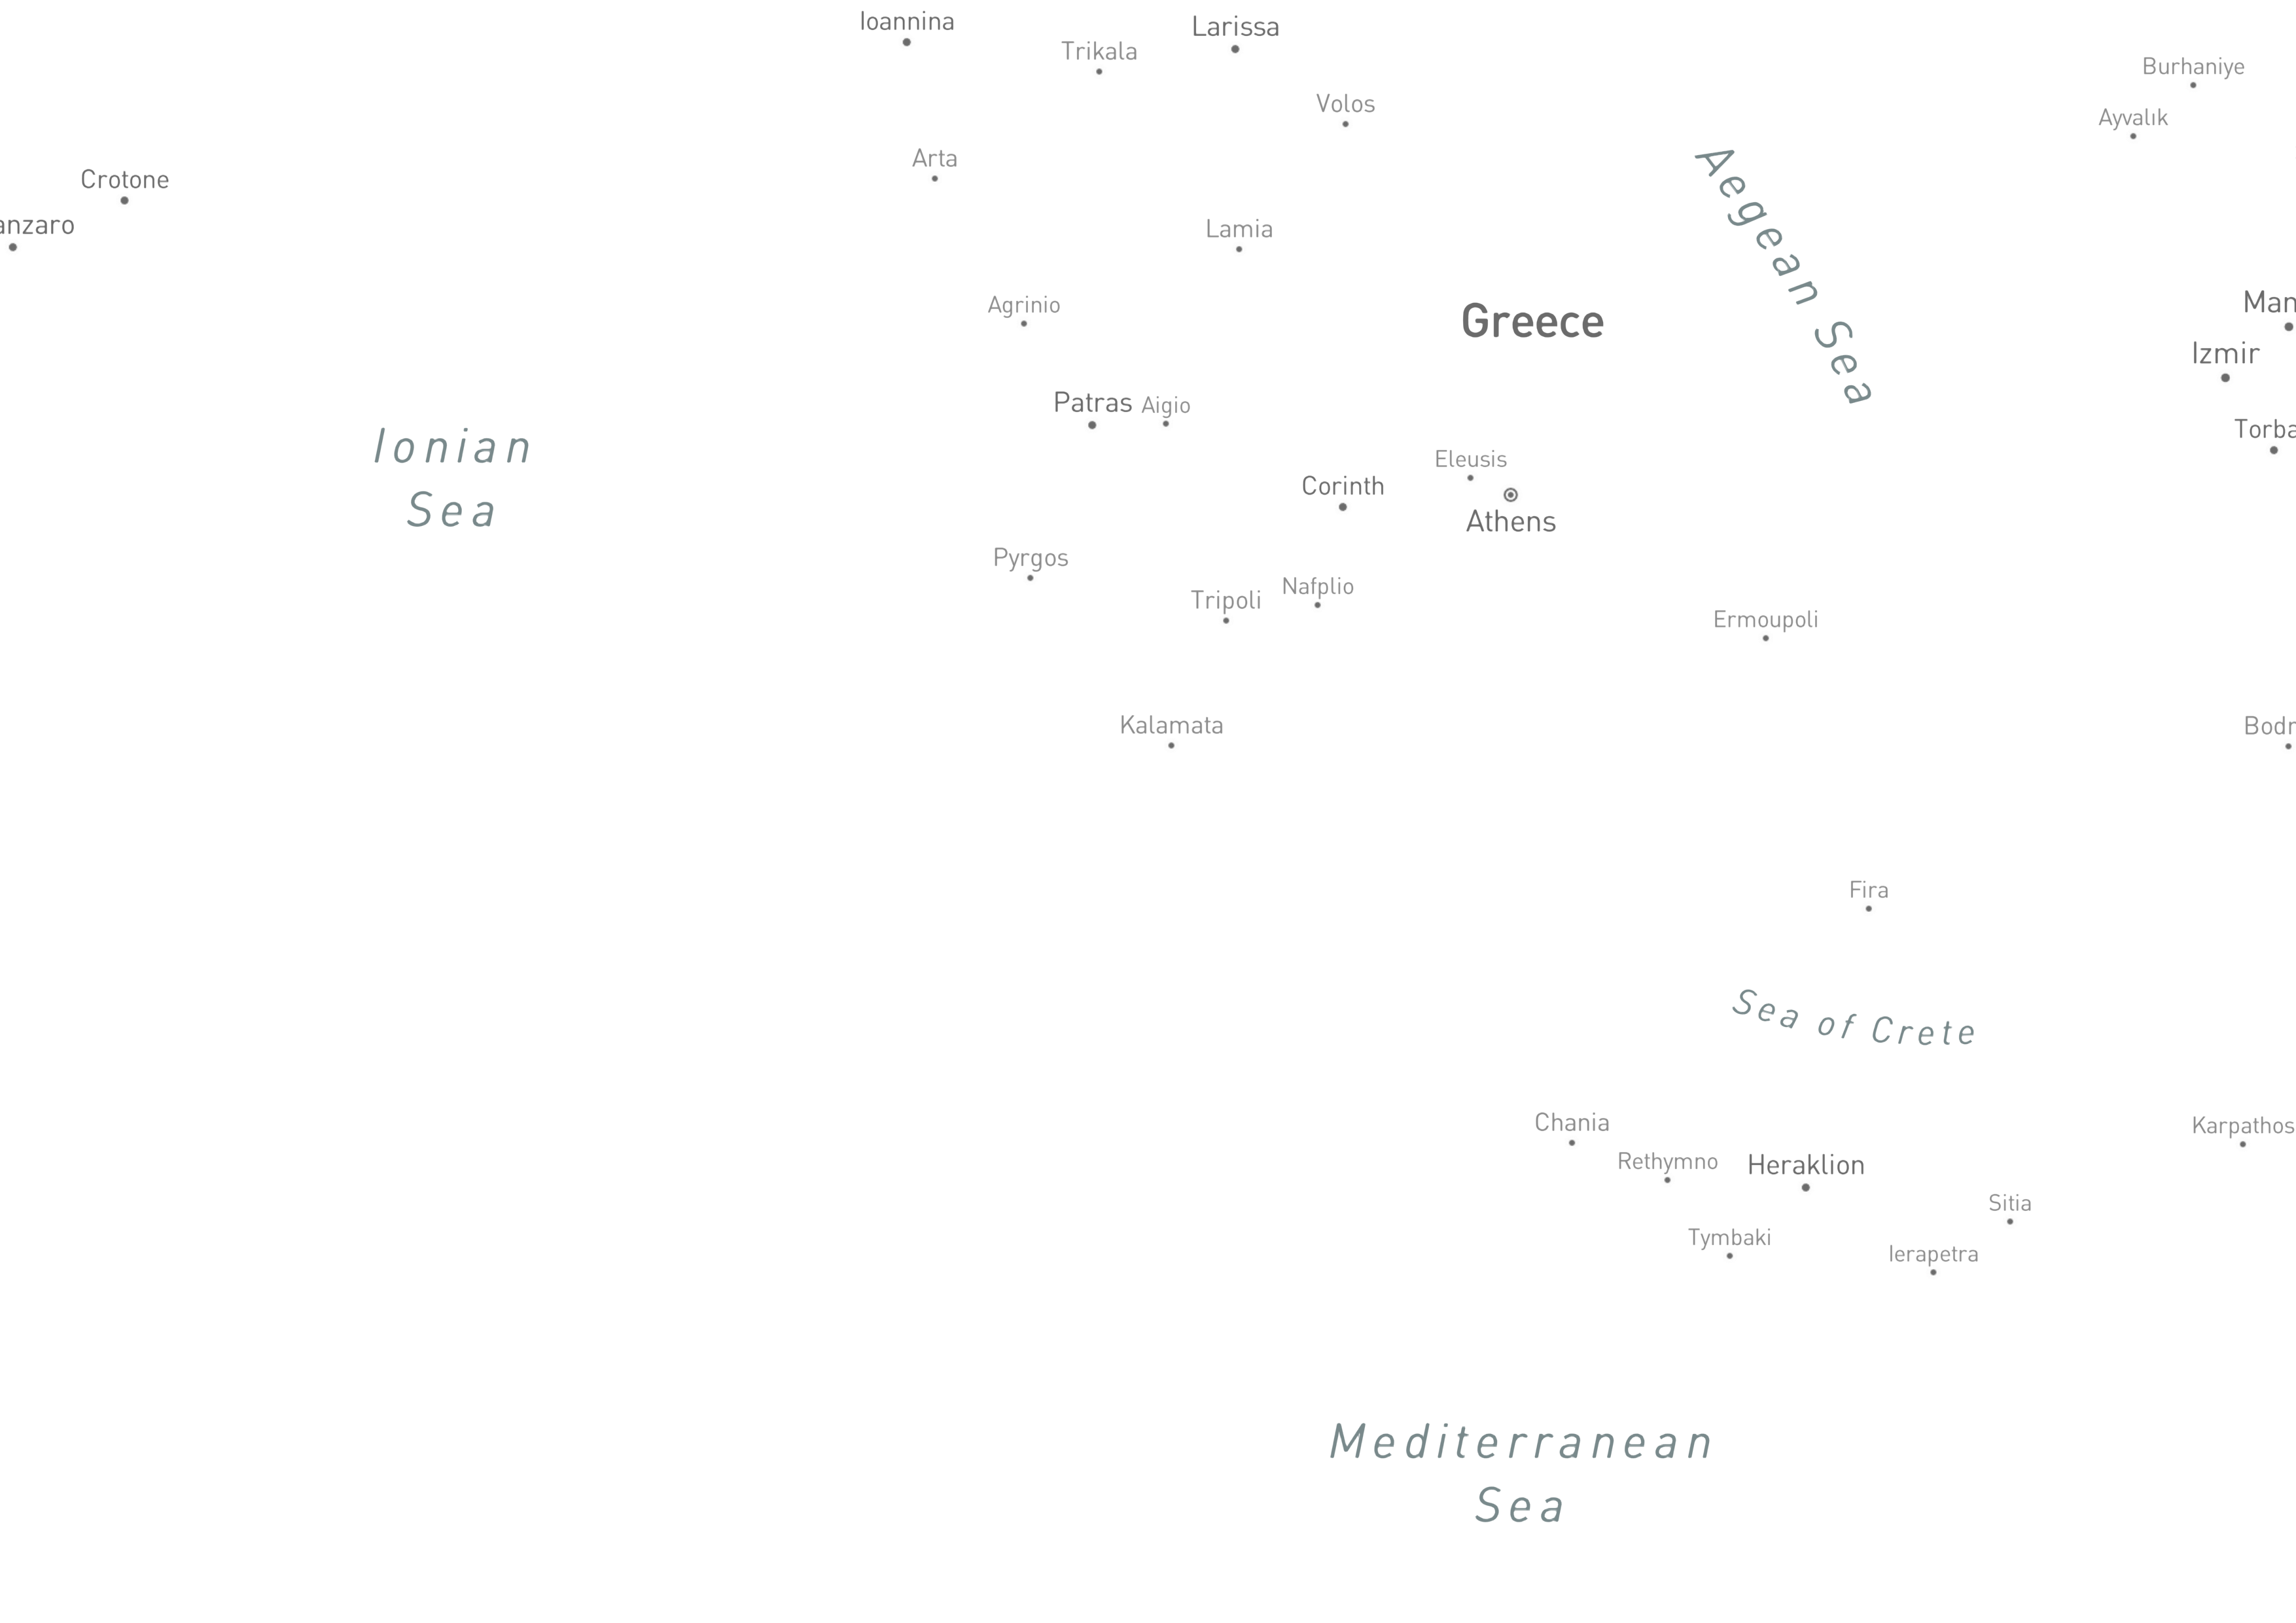 Ioannina
Larissa
Trikala
Burhaniye
Volos
Ayvalık
Arta
Crotone
anzaro
Lamia
Aegean Sea
Agrinio
Greece
Man
Izmir
Patras
Aigio
Torba
Ionian
Sea
Eleusis
Corinth
Athens
Pyrgos
Nafplio
Tripoli
Ermoupoli
Kalamata
Bodr
Fira
Sea of Crete
Chania
Karpathos
Rethymno
Heraklion
Sitia
Tymbaki
Ierapetra
Mediterranean
Sea